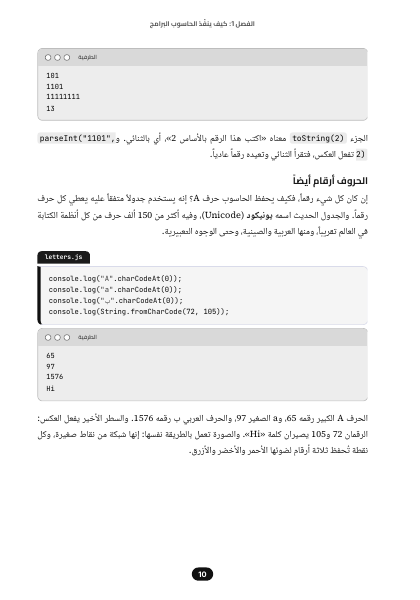 الفصل 1: كيف ينفّذ الحاسوب البرامج
الطرفية
101
1101
11111111
13
الجزء toString(2) معناه «اكتب هذا الرقم بالأساس 2»، أي بالثنائي. وparseInt("1101",
2) تفعل العكس، فتقرأ الثنائي وتعيده رقماً عادياً.
الحروف أرقام أيضاً
إن كان كل شيء رقماً، فكيف يحفظ الحاسوب حرف A؟ إنه يستخدم جدولاً متفقاً عليه يعطي كل حرف
رقماً. والجدول الحديث اسمه يونيكود (Unicode)، وفيه أكثر من 150 ألف حرف من كل أنظمة الكتابة
في العالم تقريباً، ومنها العربية والصينية، وحتى الوجوه التعبيرية.
letters.js
console.log("A".charCodeAt(0));
console.log("a".charCodeAt(0));
console.log("ب".charCodeAt(0));
console.log(String.fromCharCode(72, 105));
الطرفية
65
97
1576
Hi
الحرف A الكبير رقمه 65، وa الصغير 97، والحرف العربي ب رقمه 1576. والسطر الأخير يفعل العكس:
الرقمان 72 و105 يصيران كلمة «Hi». والصورة تعمل بالطريقة نفسها: إنها شبكة من نقاط صغيرة، وكل
نقطة تُحفظ ثلاثة أرقام لضوئها الأحمر والأخضر والأزرق.
10